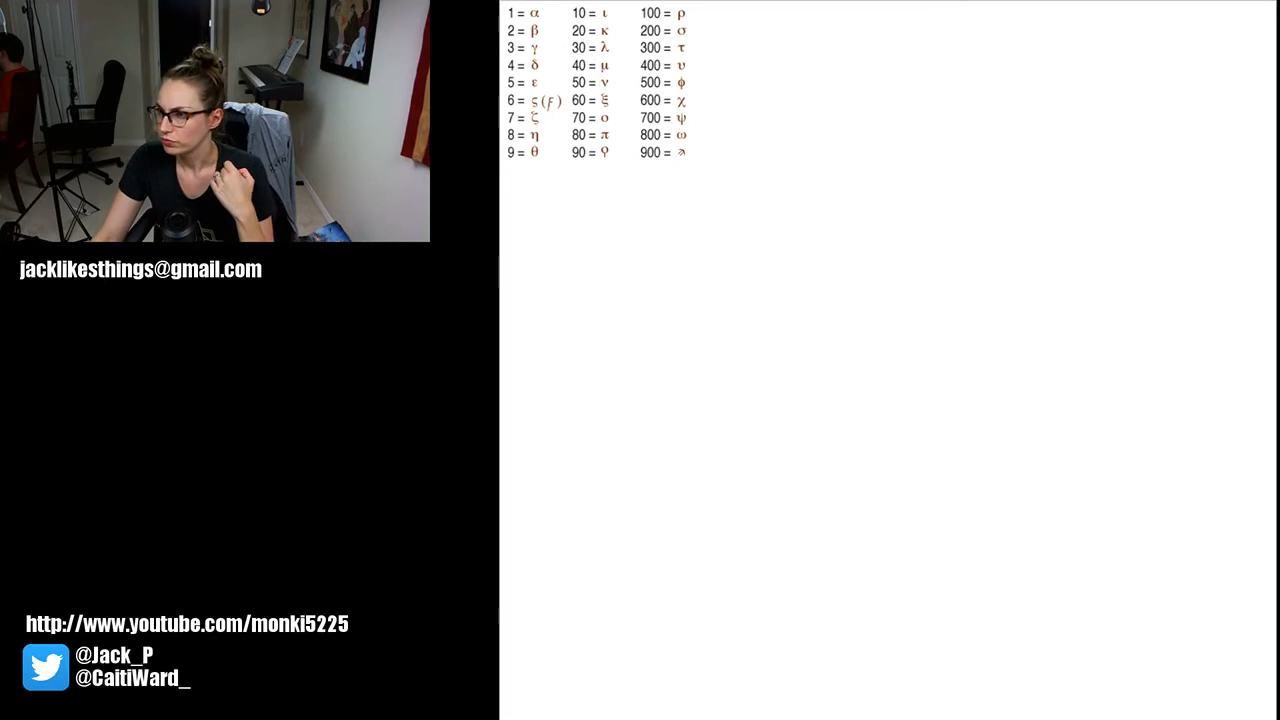 1 = α 10 = ι 100 = ρ
2 = β 20 = κ 200 = σ
3 = γ 30 = λ 300 = τ
4 = δ 40 = μ 400 = υ
5 = ε 50 = ν 500 = φ
6 = ς (Ϝ) 60 = ξ 600 = χ
7 = ζ 70 = ο 700 = ψ
8 = η 80 = π 800 = ω
9 = θ 90 = Ϙ 900 = ϡ
jacklikesthings@gmail.com
http://www.youtube.com/monki5225
@Jack_P
@CaitiWard_